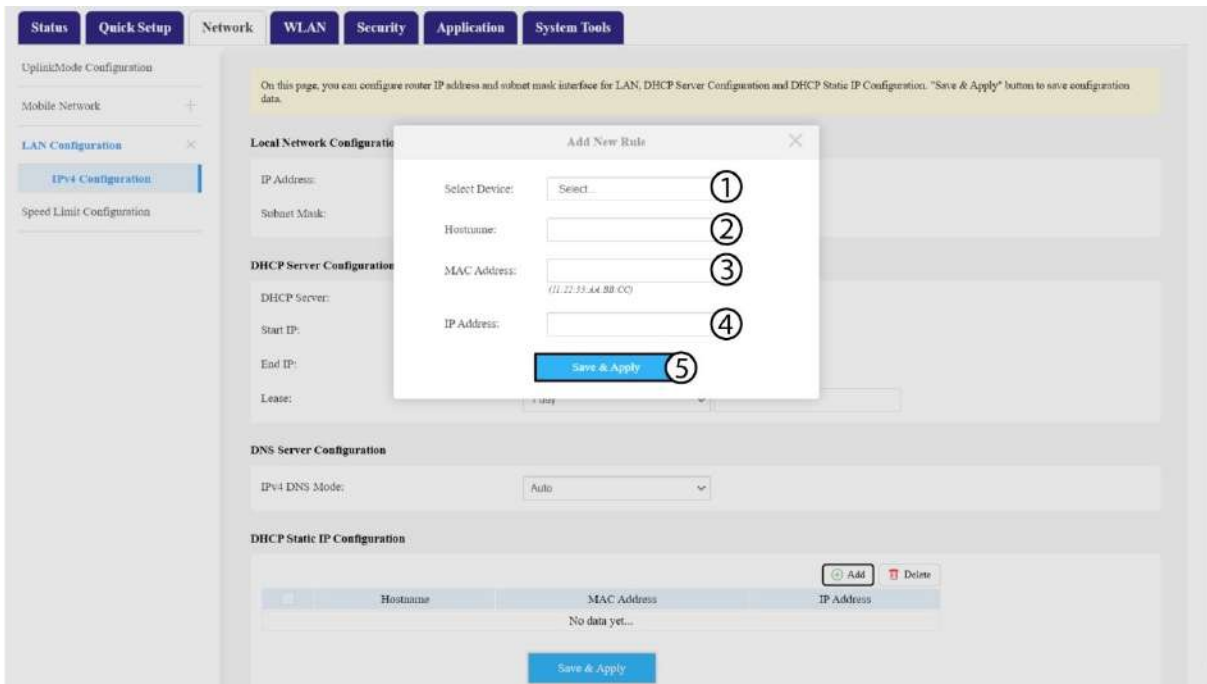 Status Quick Setup Network WLAN Security Application System Tools
UplinkMode Configuration
Mobile Network
LAN Configuration
IPv4 Configuration
Speed Limit Configuration
On this page, you can configure router IP address and subnet mask interface for LAN, DHCP Server Configuration and DHCP Static IP Configuration. "Save & Apply" button to save configuration
data.
Local Network Configuratio
IP Address:
Subnet Mask:
DHCP Server Configuration
DHCP Server:
Start IP:
End IP:
Lease:
Add New Rule
Select Device: Select... ①
Hostname: ②
MAC Address: ③
(11:22:33:AA:BB:CC)
IP Address: ④
Save & Apply ⑤
DNS Server Configuration
IPv4 DNS Mode: Auto
DHCP Static IP Configuration
Add Delete
Hostname MAC Address IP Address
No data yet...
Save & Apply